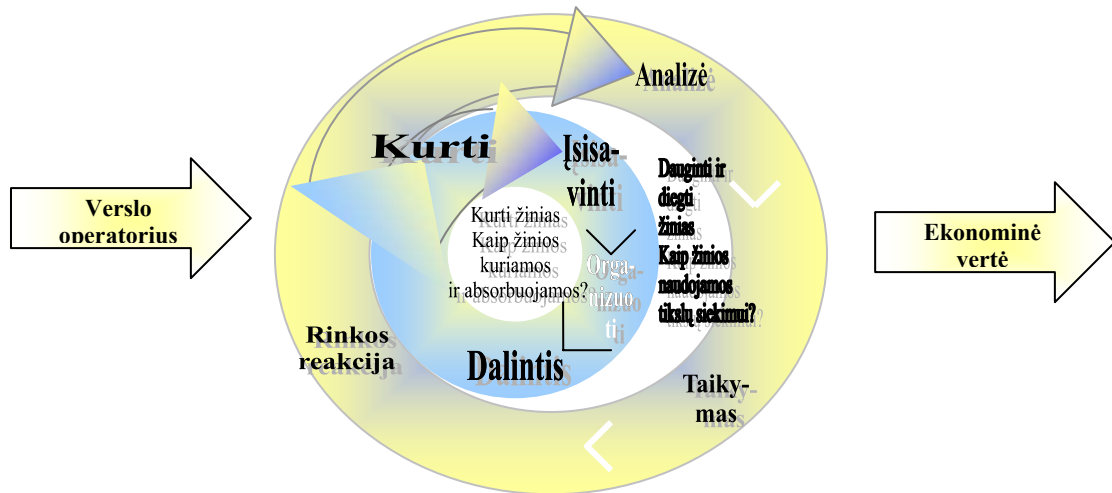 Analizė
Kurti
Įsisa-
vinti
Verslo
operatorius
Kurti žinias
Kaip žinios
kuriamos
ir absorbuojamos?
Orga-
nizuo
ti
Dauginti ir
diegti
žinias
Kaip žinios
naudojamos
tikslų siekimui?
Ekonominė
vertė
Rinkos
reakcija
Dalintis
Taiky-
mas